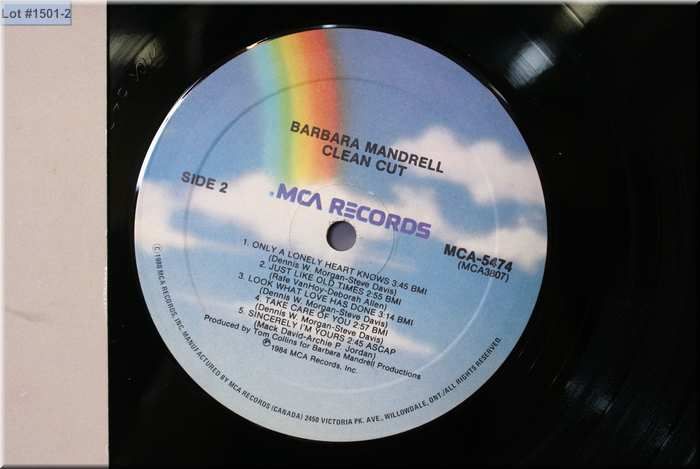 Lot #1501-2
BARBARA MANDRELL
CLEAN CUT
SIDE 2
MCA RECORDS
MCA-5474
(MCA3807)
1. ONLY A LONELY HEART KNOWS 3:45 BMI
(Dennis W. Morgan-Steve Davis)
2. JUST LIKE OLD TIMES 2:55 BMI
(Rafe VanHoy-Deborah Allen)
3. LOOK WHAT LOVE HAS DONE 3:14 BMI
(Dennis W. Morgan-Steve Davis)
4. TAKE CARE OF YOU 2:57 BMI
(Dennis W. Morgan-Steve Davis)
5. SINCERELY I'M YOURS 2:45 ASCAP
(Mack David-Archie P. Jordan)
Produced by Tom Collins for Barbara Mandrell Productions
℗1984 MCA Records, Inc.
© 1980 MCA RECORDS, INC. MANUFACTURED BY MCA RECORDS (CANADA) 2450 VICTORIA PK. AVE., WILLOWDALE, ONT./ALL RIGHTS RESERVED.